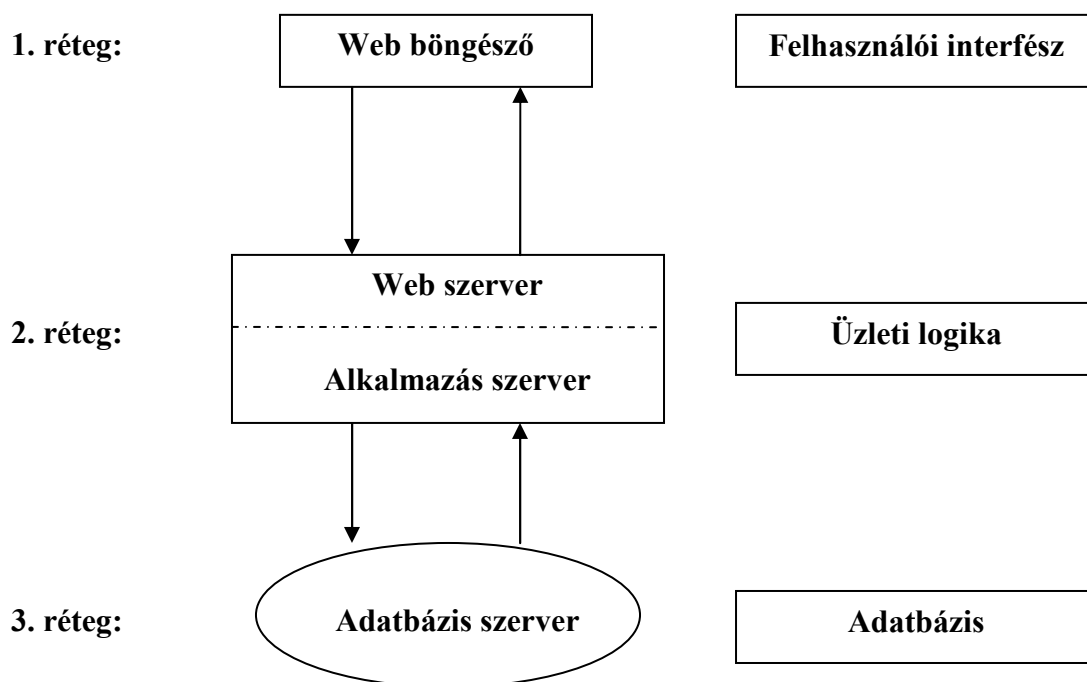 1. réteg:
Web böngésző
Felhasználói interfész
Web szerver
2. réteg:
Üzleti logika
Alkalmazás szerver
3. réteg:
Adatbázis szerver
Adatbázis